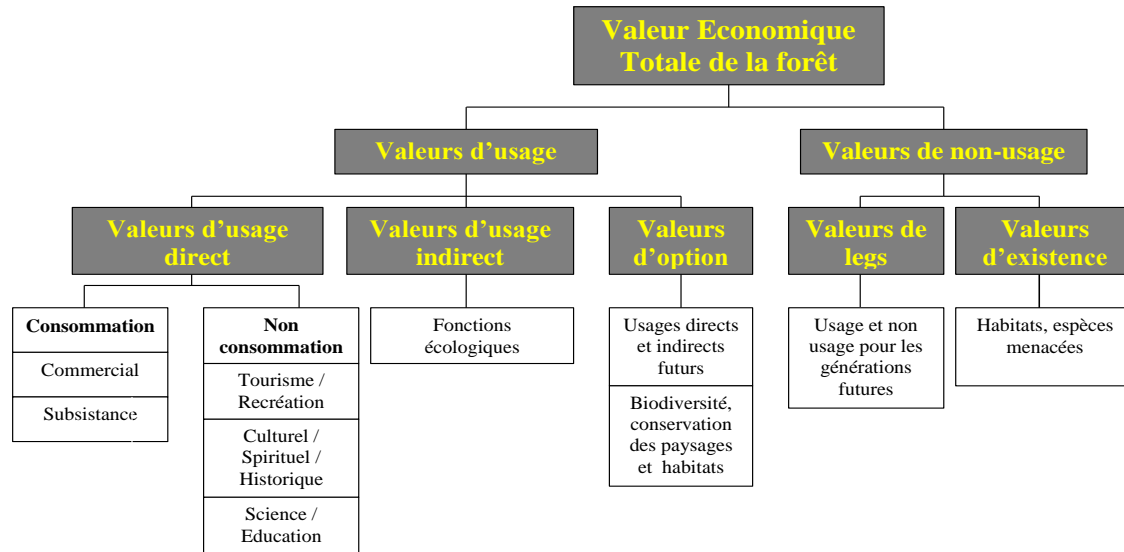 Valeur Economique
Totale de la forêt
Valeurs d'usage
Valeurs de non-usage
Valeurs d'usage
direct
Valeurs d'usage
indirect
Valeurs
d'option
Valeurs de
legs
Valeurs
d'existence
Consommation
Commercial
Subsistance
Non
consommation
Tourisme /
Recréation
Culturel /
Spirituel /
Historique
Science /
Education
Fonctions
écologiques
Usages directs
et indirects
futurs
Biodiversité,
conservation
des paysages
et habitats
Usage et non
usage pour les
générations
futures
Habitats, espèces
menacées